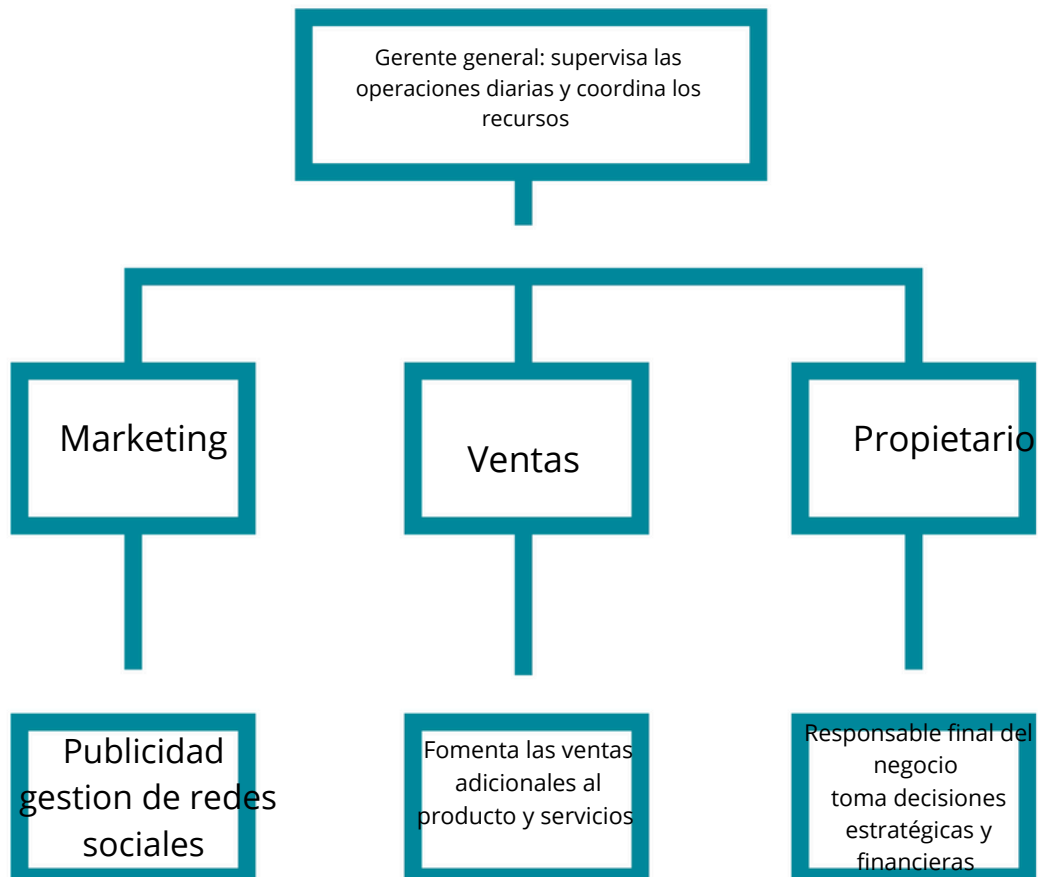 Gerente general: supervisa las
operaciones diarias y coordina los
recursos
Marketing
Ventas
Propietario
Publicidad
gestion de redes
sociales
Fomenta las ventas
adicionales al
producto y servicios
Responsable final del
negocio
toma decisiones
estratégicas y
financieras